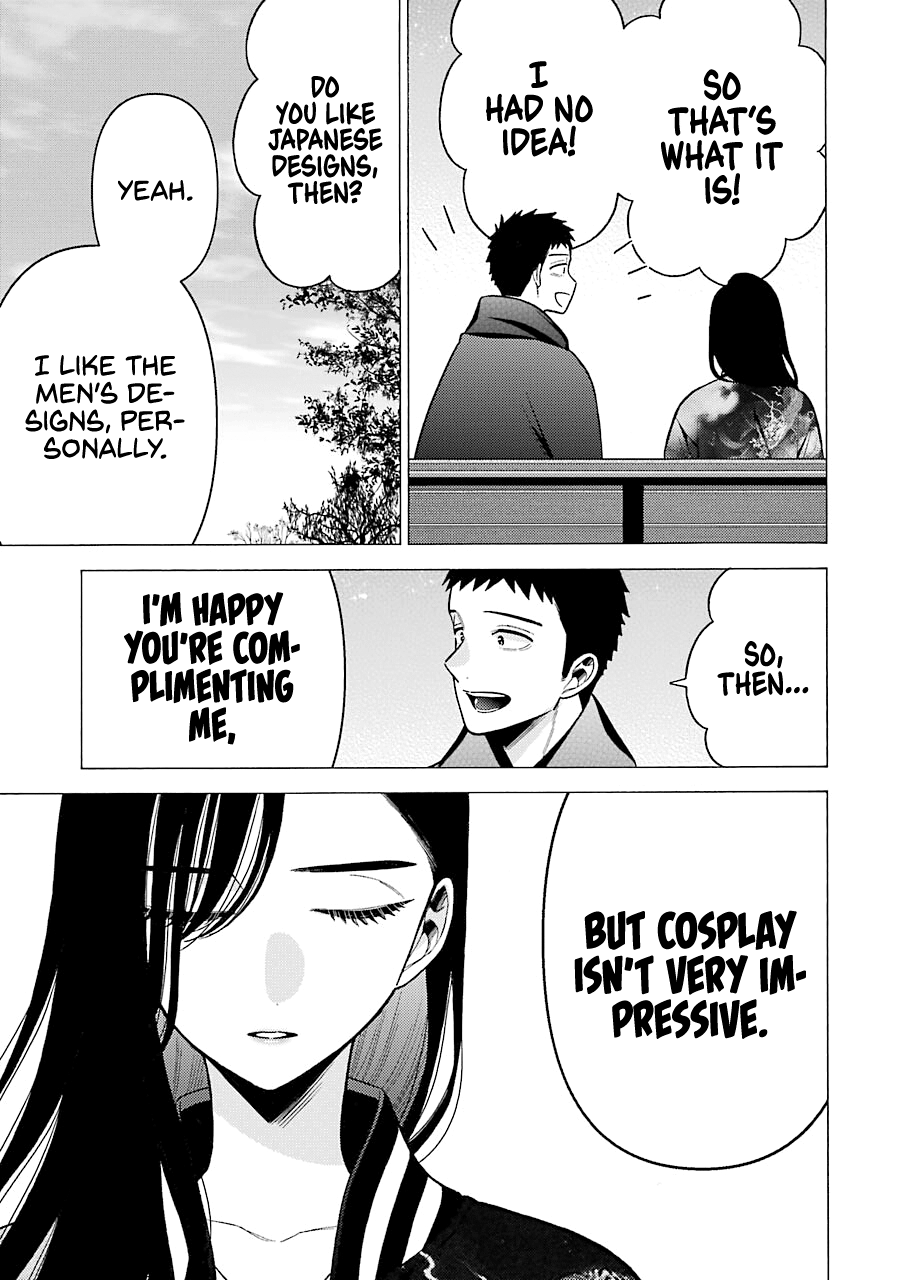 SO
THAT'S
WHAT IT
IS!
I
HAD NO
IDEA!
DO
YOU LIKE
JAPANESE
DESIGNS,
THEN?
YEAH.
I LIKE THE
MEN'S DE-
SIGNS, PER-
SONALLY.
SO,
THEN...
I'M HAPPY
YOU'RE COM-
PLIMENTING
ME,
BUT COSPLAY
ISN'T VERY IM-
PRESSIVE.